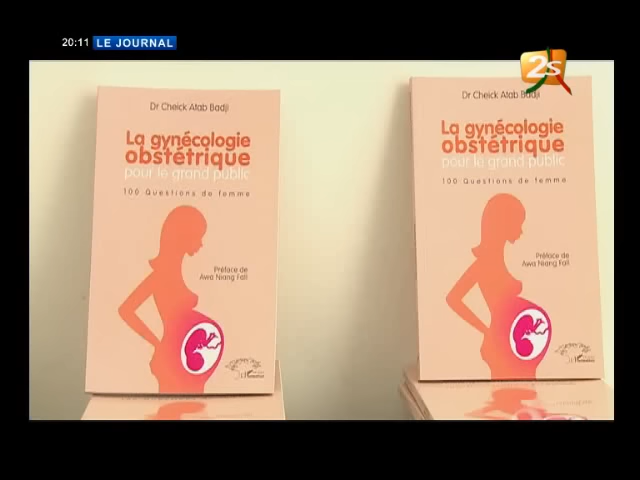 20:11 LE JOURNAL
2s
Dr Cheick Atab Badji
La gynécologie
obstétrique
pour le grand public
100 Questions de femme
Préface de
Awa Niang Fall
Dr Cheick Atab Badji
La gynécologie
obstétrique
pour le grand public
100 Questions de femme
Préface de
Awa Niang Fall